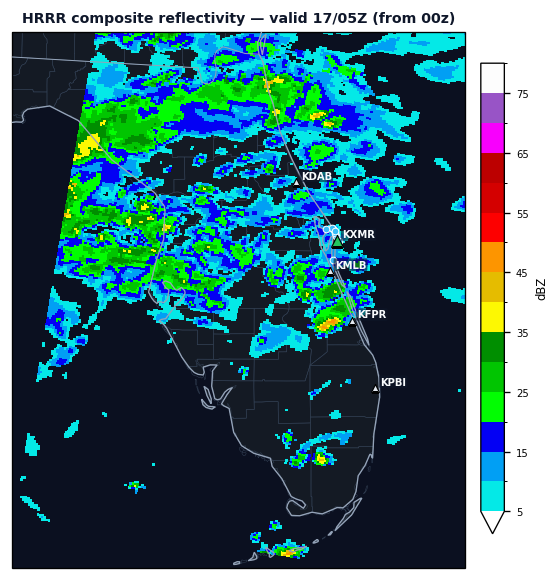 HRRR composite reflectivity — valid 17/05Z (from 00z)
75
65
55
45
35
25
15
5
dBZ
KDAB
KXMR
KMLB
KFPR
KPBI